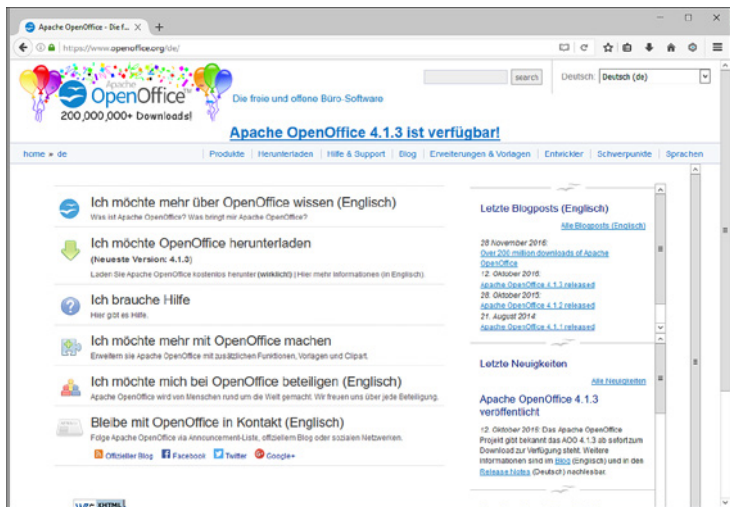 Apache OpenOffice - Die f...
https://www.openoffice.org/de/
search
Deutsch:
Deutsch (de)
Apache
OpenOffice™
Die freie und offene Büro-Software
200,000,000+ Downloads!
Apache OpenOffice 4.1.3 ist verfügbar!
home » de
Produkte
Herunterladen
Hilfe & Support
Blog
Erweiterungen & Vorlagen
Entwickler
Schwerpunkte
Sprachen
Ich möchte mehr über OpenOffice wissen (Englisch)
Was ist Apache OpenOffice? Was bringt mir Apache OpenOffice?
Ich möchte OpenOffice herunterladen
(Neueste Version: 4.1.3)
Laden Sie Apache OpenOffice kostenlos herunter (wirklich!) (Hier mehr Informationen (in Englisch).
Ich brauche Hilfe
Hier gibt es Hilfe.
Ich möchte mehr mit OpenOffice machen
Erweitern sie Apache OpenOffice mit zusätzlichen Funktionen, Vorlagen und Clipart.
Ich möchte mich bei OpenOffice beteiligen (Englisch)
Apache OpenOffice wird von Menschen rund um die Welt gemacht. Wir freuen uns über jede Beteiligung.
Bleibe mit OpenOffice in Kontakt (Englisch)
Folge Apache OpenOffice via Announcement-Liste, offiziellem Blog oder sozialen Netzwerken.
Offizieller Blog
Facebook
Twitter
Google+
Letzte Blogposts (Englisch)
Alle Blogposts (Englisch)
28 November 2016:
Over 200 million downloads of Apache
OpenOffice
12. Oktober 2016:
Apache OpenOffice 4.1.3 released
28. Oktober 2015:
Apache OpenOffice 4.1.2 released
21. August 2014
Apache OpenOffice 4.1.1 released
Letzte Neuigkeiten
Alle Neuigkeiten
Apache OpenOffice 4.1.3
veröffentlicht
12. Oktober 2016: Das Apache OpenOffice
Projekt gibt bekannt das AOO 4.1.3 ab sofort zum
Download zur Verfügung steht. Weitere
Informationen sind im Blog (Englisch) und in den
Release Notes (Deutsch) nachlesbar.